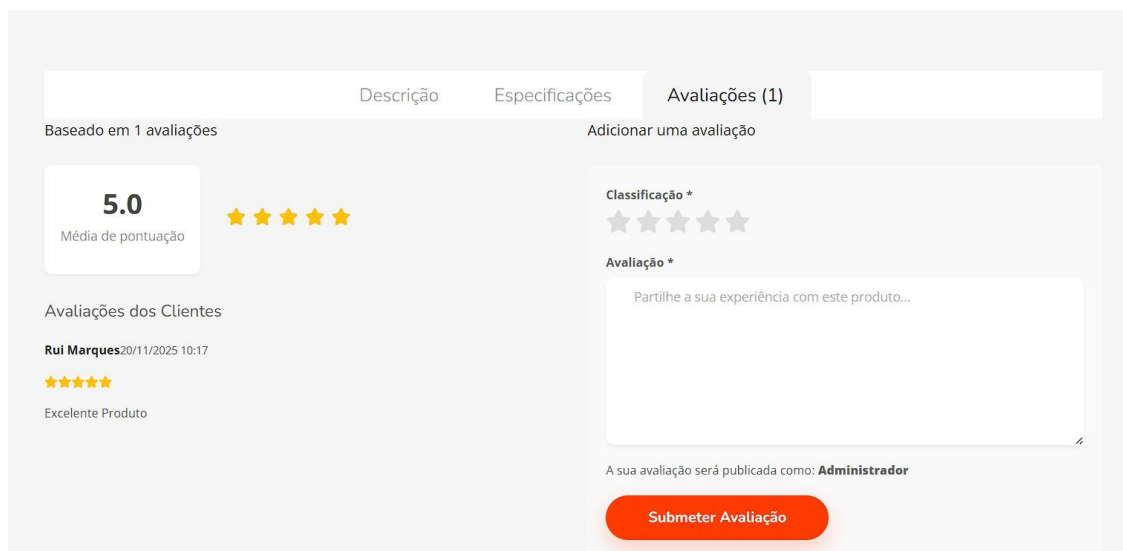 Descrição Especificações Avaliações (1)
Baseado em 1 avaliações
5.0
Média de pontuação
Avaliações dos Clientes
Rui Marques20/11/2025 10:17
Excelente Produto
Adicionar uma avaliação
Classificação *
Avaliação *
Partilhe a sua experiência com este produto...
A sua avaliação será publicada como: Administrador
Submeter Avaliação